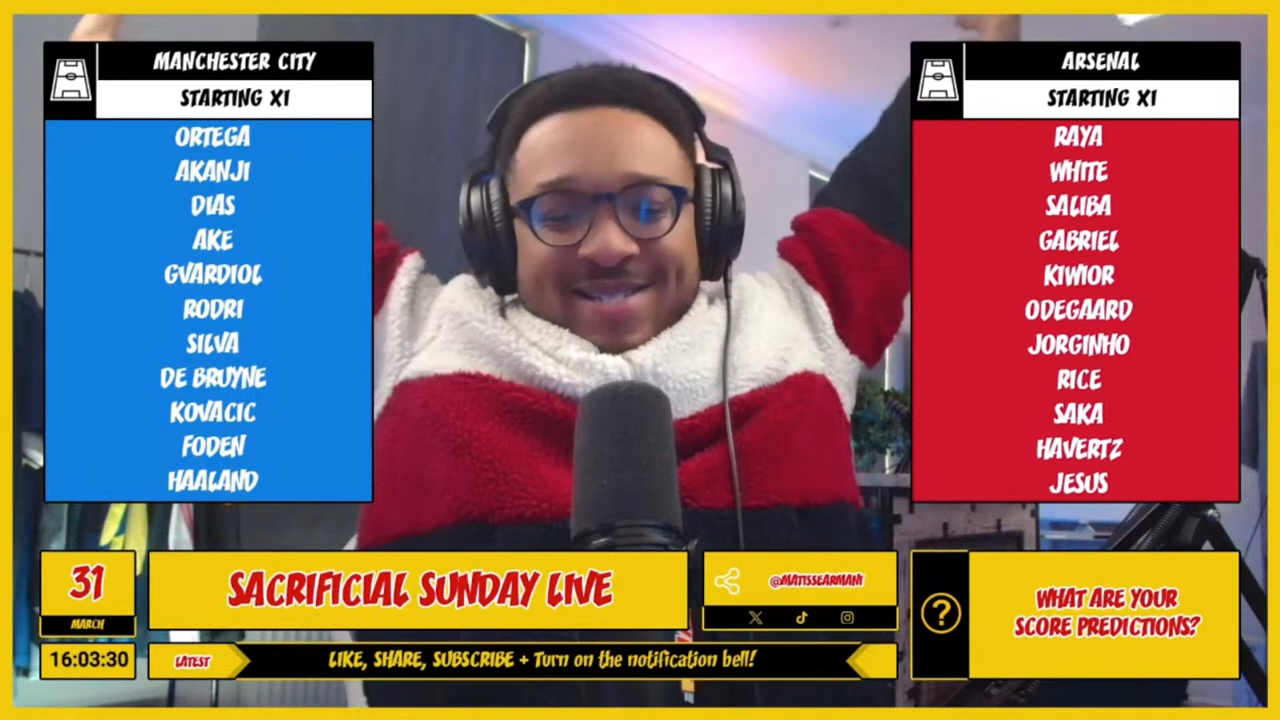 MANCHESTER CITY
STARTING XI
ORTEGA
AKANJI
DIAS
AKE
GVARDIOL
RODRI
SILVA
DE BRUYNE
KOVACIC
FODEN
HAALAND
ARSENAL
STARTING XI
RAYA
WHITE
SALIBA
GABRIEL
KIWIOR
ODEGAARD
JORGINHO
RICE
SAKA
HAVERTZ
JESUS
31
MARCH
16:03:30
SACRIFICIAL SUNDAY LIVE
LATEST
LIKE, SHARE, SUBSCRIBE + Turn on the notification bell!
@MATISSEARMANI
?
WHAT ARE YOUR
SCORE PREDICTIONS?